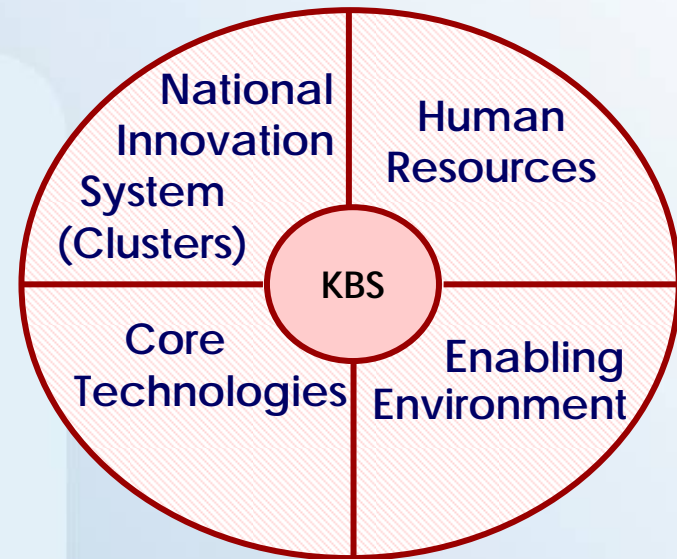 National
Innovation
System
(Clusters)
Human
Resources
KBS
Core
Technologies
Enabling
Environment